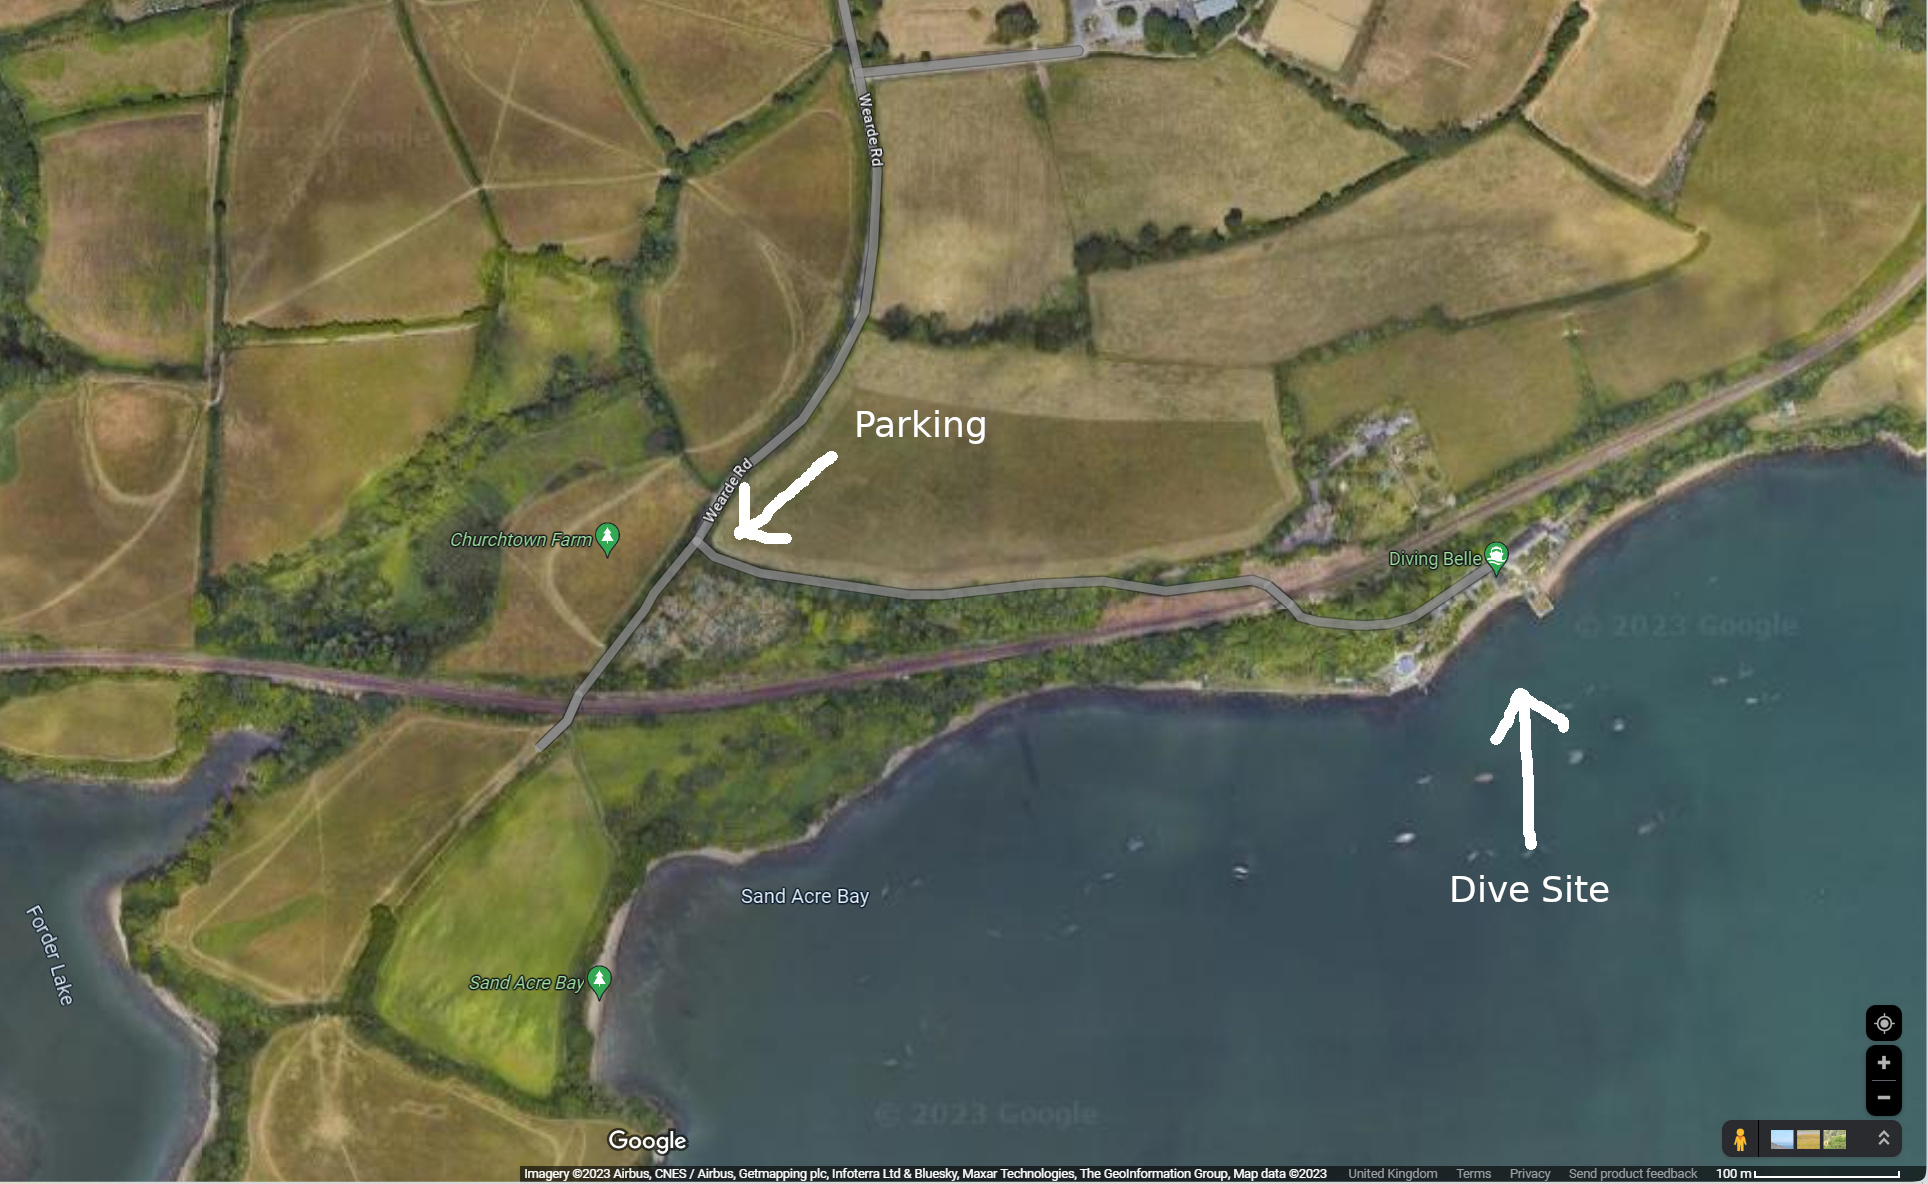 Wearde Rd
Parking
Wearde Rd
Churchtown Farm
Diving Belle
© 2023 Google
Dive Site
Sand Acre Bay
Forder Lake
Sand Acre Bay
© 2023 Google
Google
Imagery ©2023 Airbus, CNES / Airbus, Getmapping plc, Infoterra Ltd & Bluesky, Maxar Technologies, The GeoInformation Group, Map data ©2023 United Kingdom Terms Privacy Send product feedback 100 m